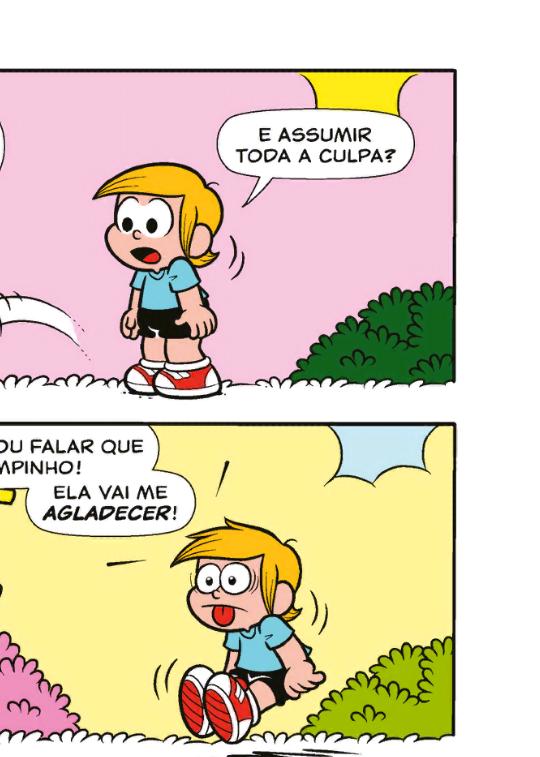 E ASSUMIR
TODA A CULPA?
OU FALAR QUE
MPINHO!
ELA VAI ME
AGLADECER!